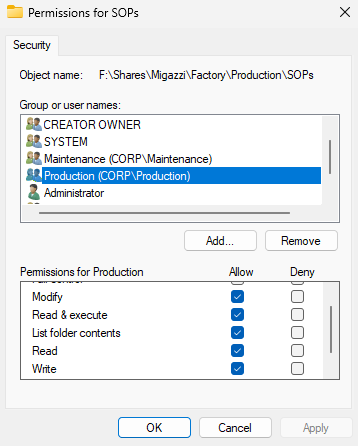 Permissions for SOPs
Security
Object name: F:\Shares\Migazzi\Factory\Production\SOPs
Group or user names:
CREATOR OWNER
SYSTEM
Maintenance (CORP\Maintenance)
Production (CORP\Production)
Administrator
Add...
Remove
Permissions for Production
Allow
Deny
Modify
Read & execute
List folder contents
Read
Write
OK
Cancel
Apply